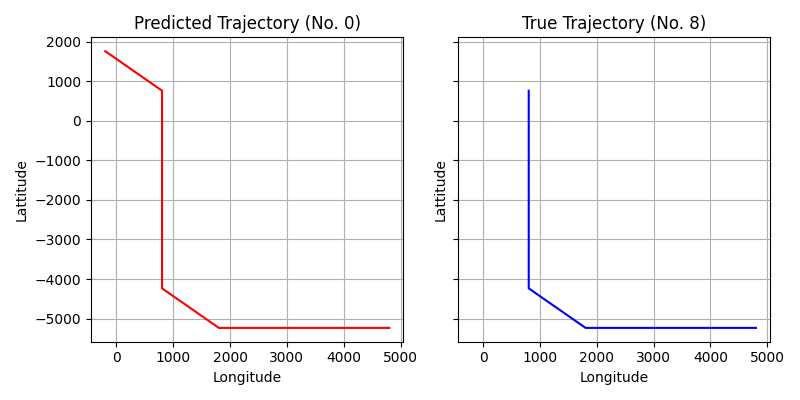 Predicted Trajectory (No. 0)
True Trajectory (No. 8)
2000
1000
0
−1000
−2000
−3000
−4000
−5000
Lattitude
Lattitude
0 1000 2000 3000 4000 5000
0 1000 2000 3000 4000 5000
Longitude
Longitude